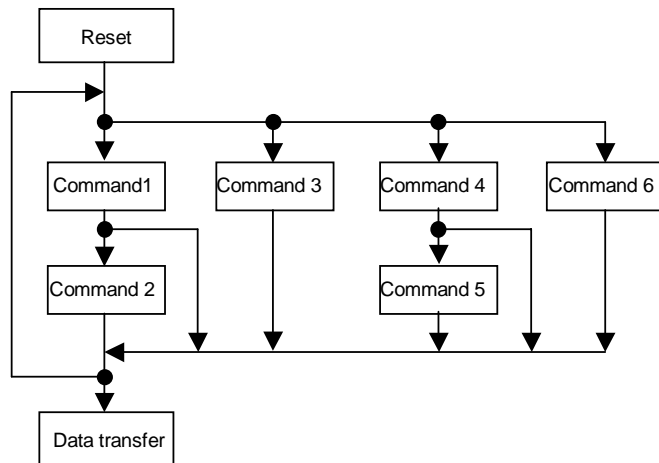 Reset
Command1
Command 3
Command 4
Command 6
Command 2
Command 5
Data transfer